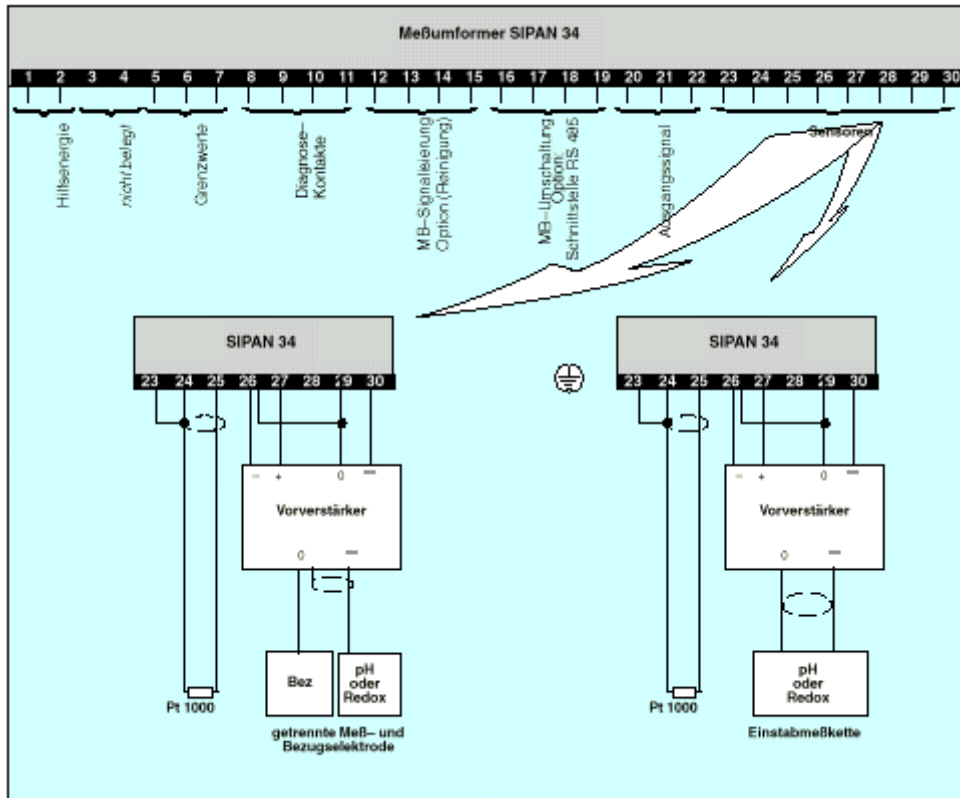 Meßumformer SIPAN 34
1 2 3 4 5 6 7 8 9 10 11 12 13 14 15 16 17 18 19 20 21 22 23 24 25 26 27 28 29 30
Hilfsenergie
nicht belegt
Grenzwerte
Diagnose–
Kontakte
MB–Signalisierung
Option (Reinigung)
MB–Umschaltung
Option:
Schnittstelle RS 485
Ausgangssignal
Sensoren
SIPAN 34
23 24 25 26 27 28 29 30
– + 0 –
Vorverstärker
0 –
Bez
pH
oder
Redox
Pt 1000
getrennte Meß– und
Bezugselektrode
SIPAN 34
23 24 25 26 27 28 29 30
– + 0 –
Vorverstärker
0 –
pH
oder
Redox
Pt 1000
Einstabmeßkette